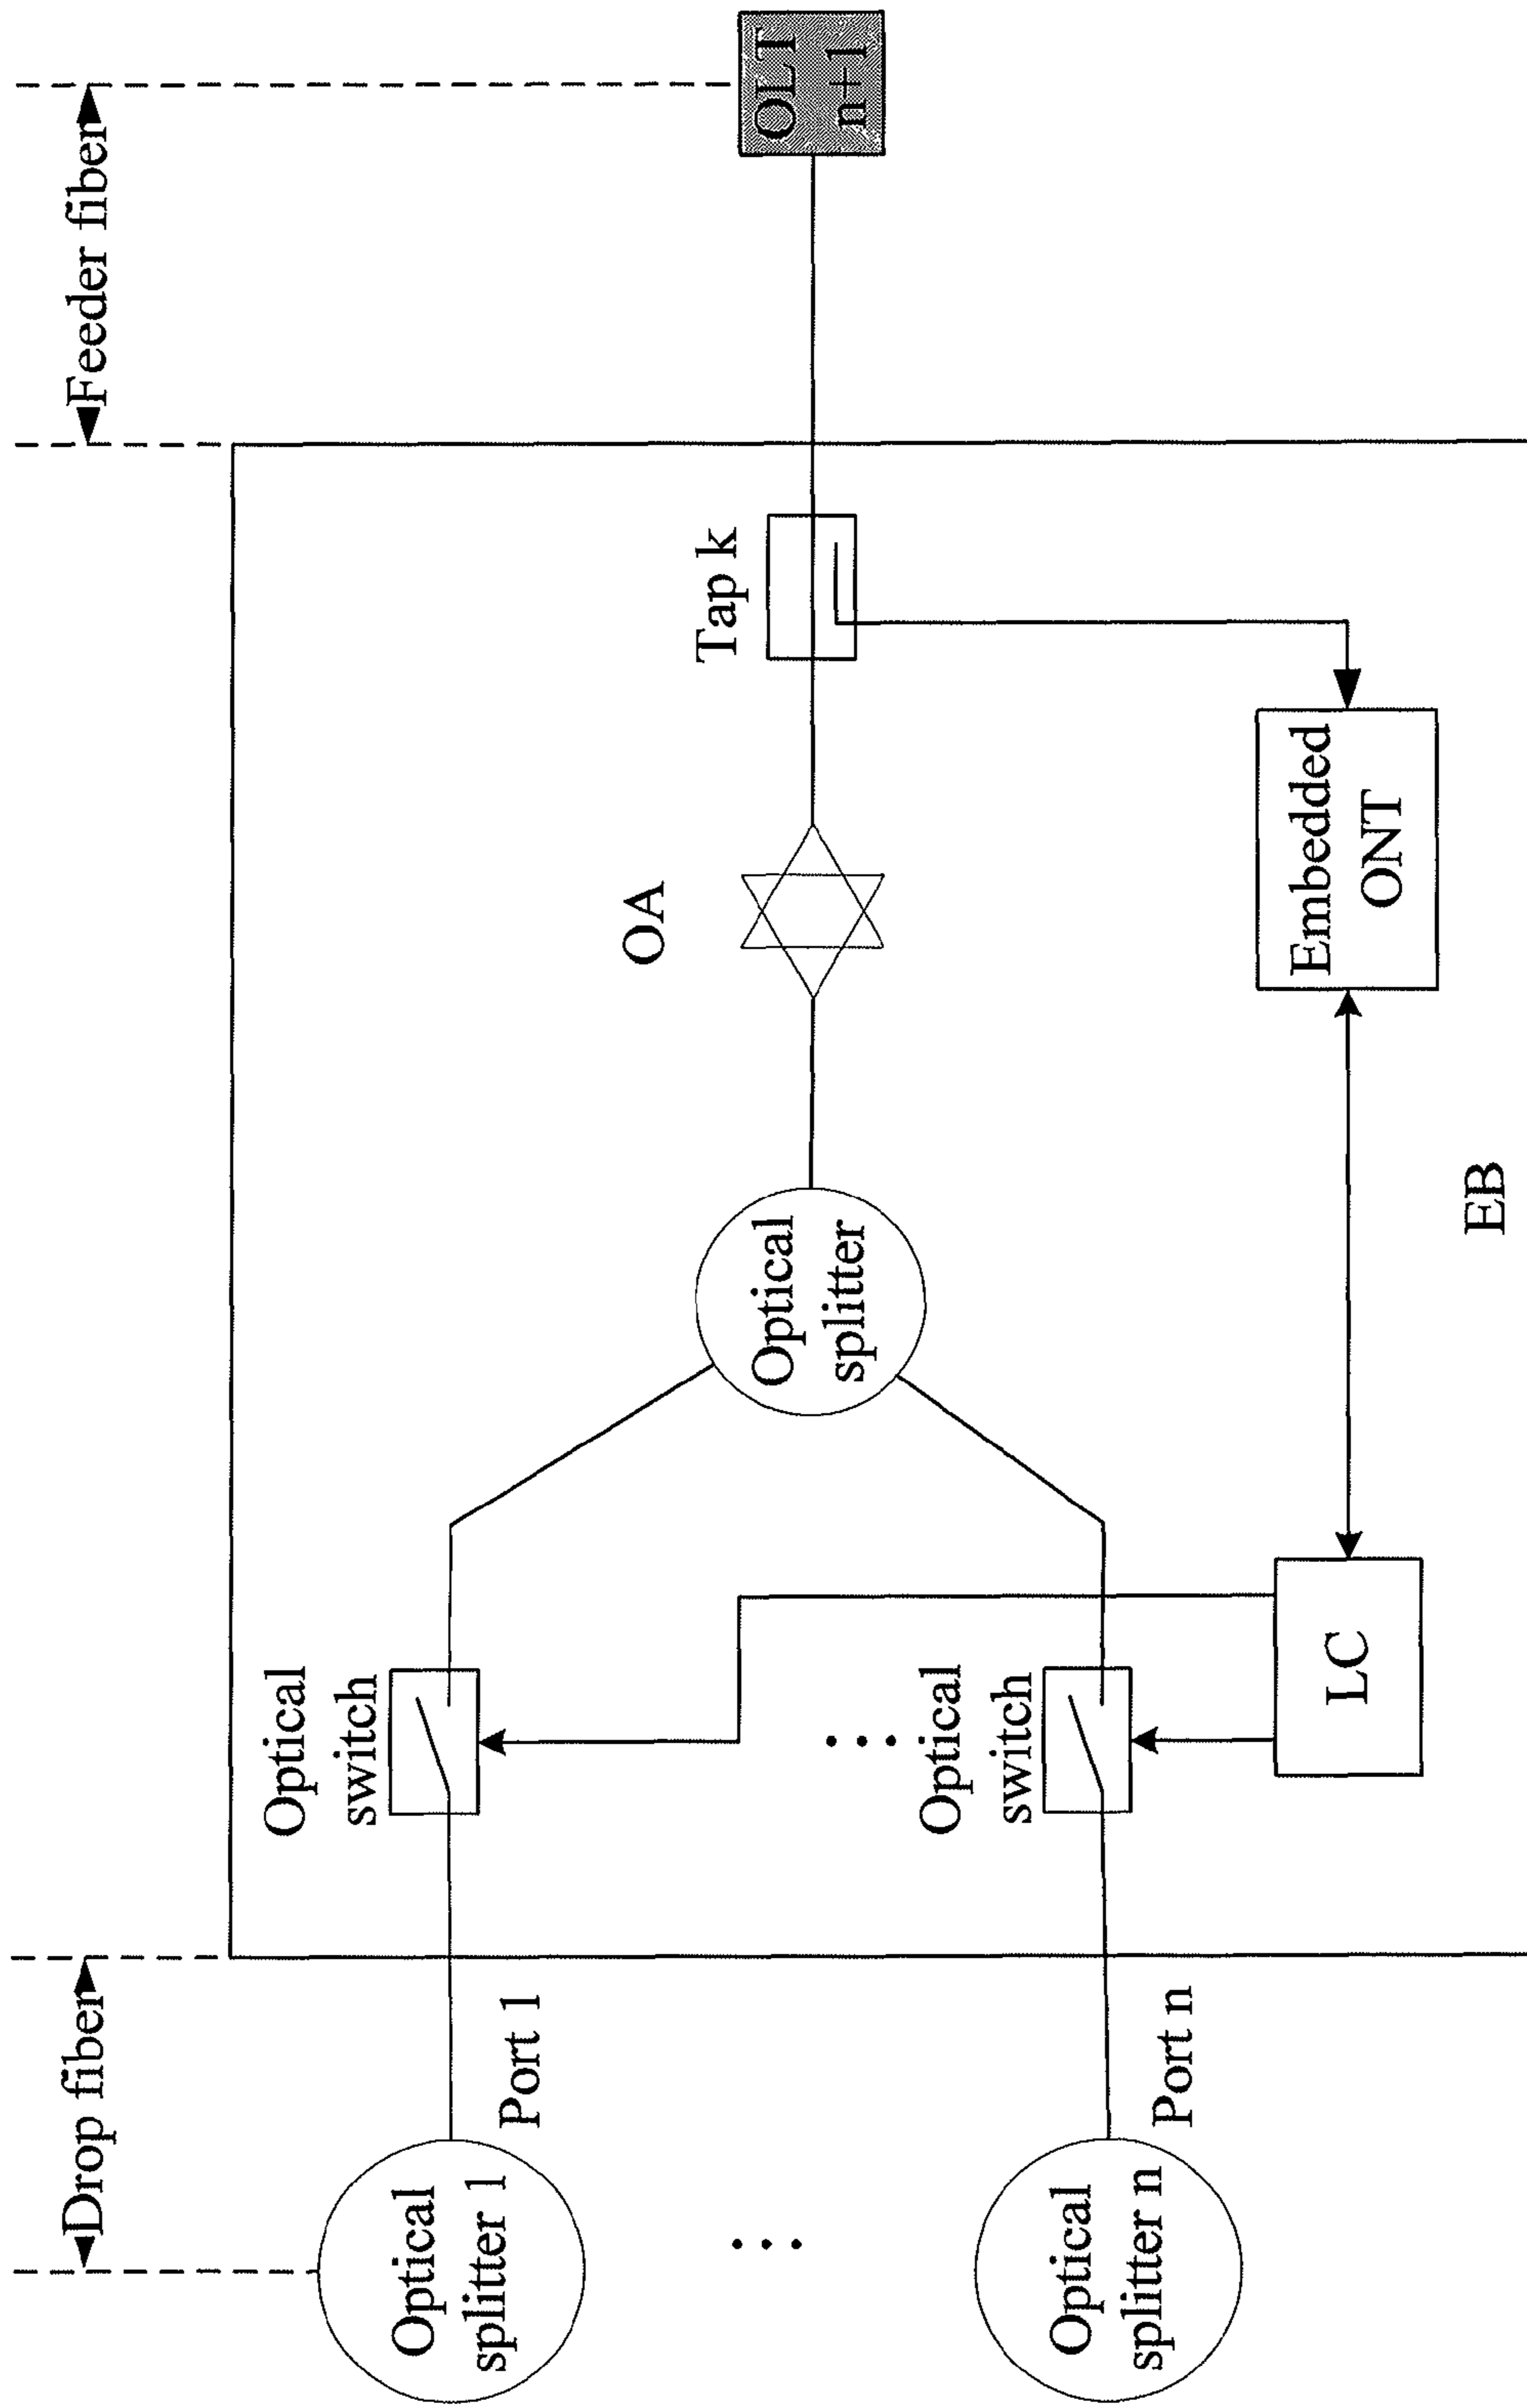 Drop fiber
Feeder fiber
Optical
splitter 1
Port 1
Optical
switch
Optical
splitter
OA
Tap k
OLT
n+1
Optical
splitter n
Port n
Optical
switch
LC
Embedded
ONT
EB